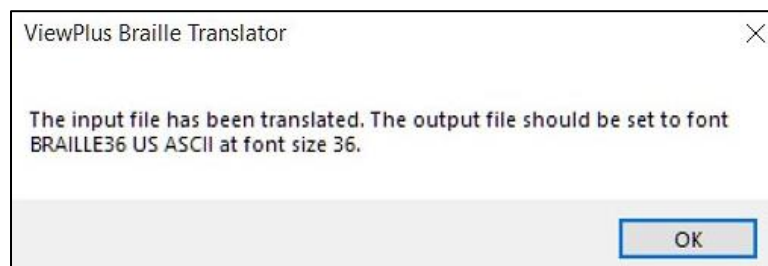 ViewPlus Braille Translator
The input file has been translated. The output file should be set to font
BRAILLE36 US ASCII at font size 36.
OK